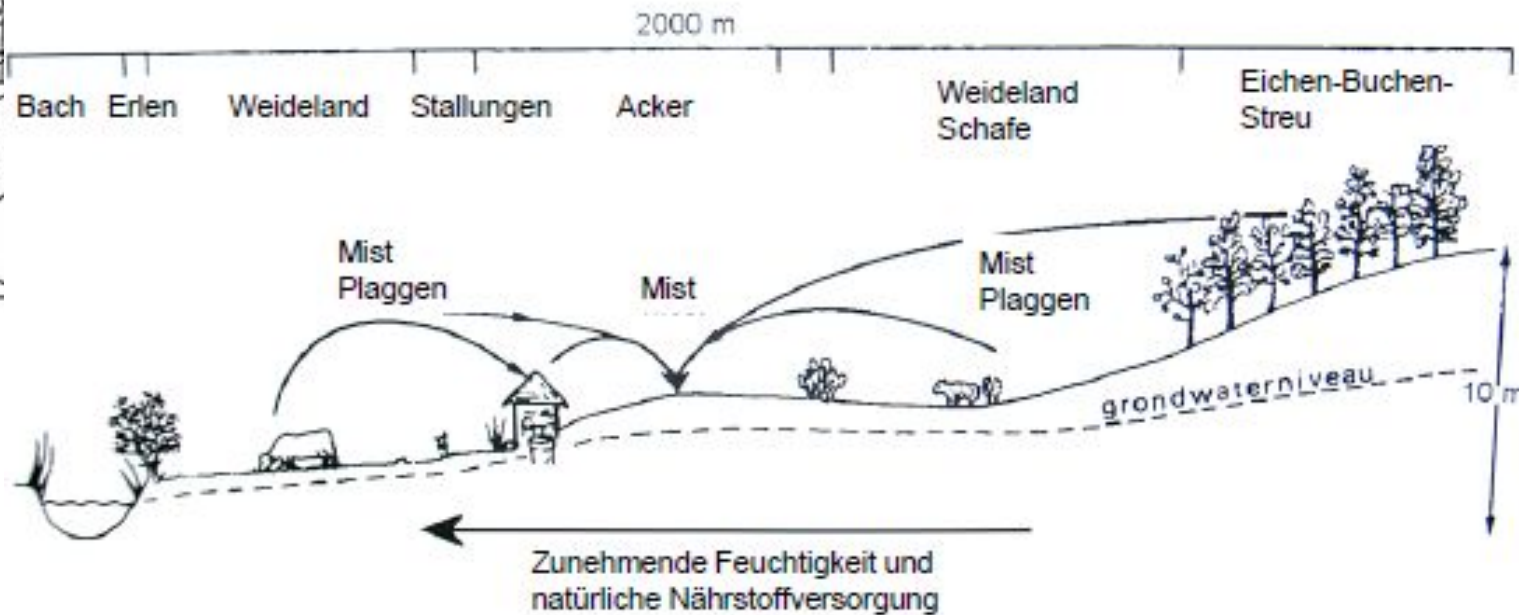 2000 m
Bach
Erlen
Weideland
Stallungen
Acker
Weideland
Schafe
Eichen-Buchen-
Streu
Mist
Plaggen
Mist
Mist
Plaggen
grondwaterniveau
10 m
Zunehmende Feuchtigkeit und
natürliche Nährstoffversorgung